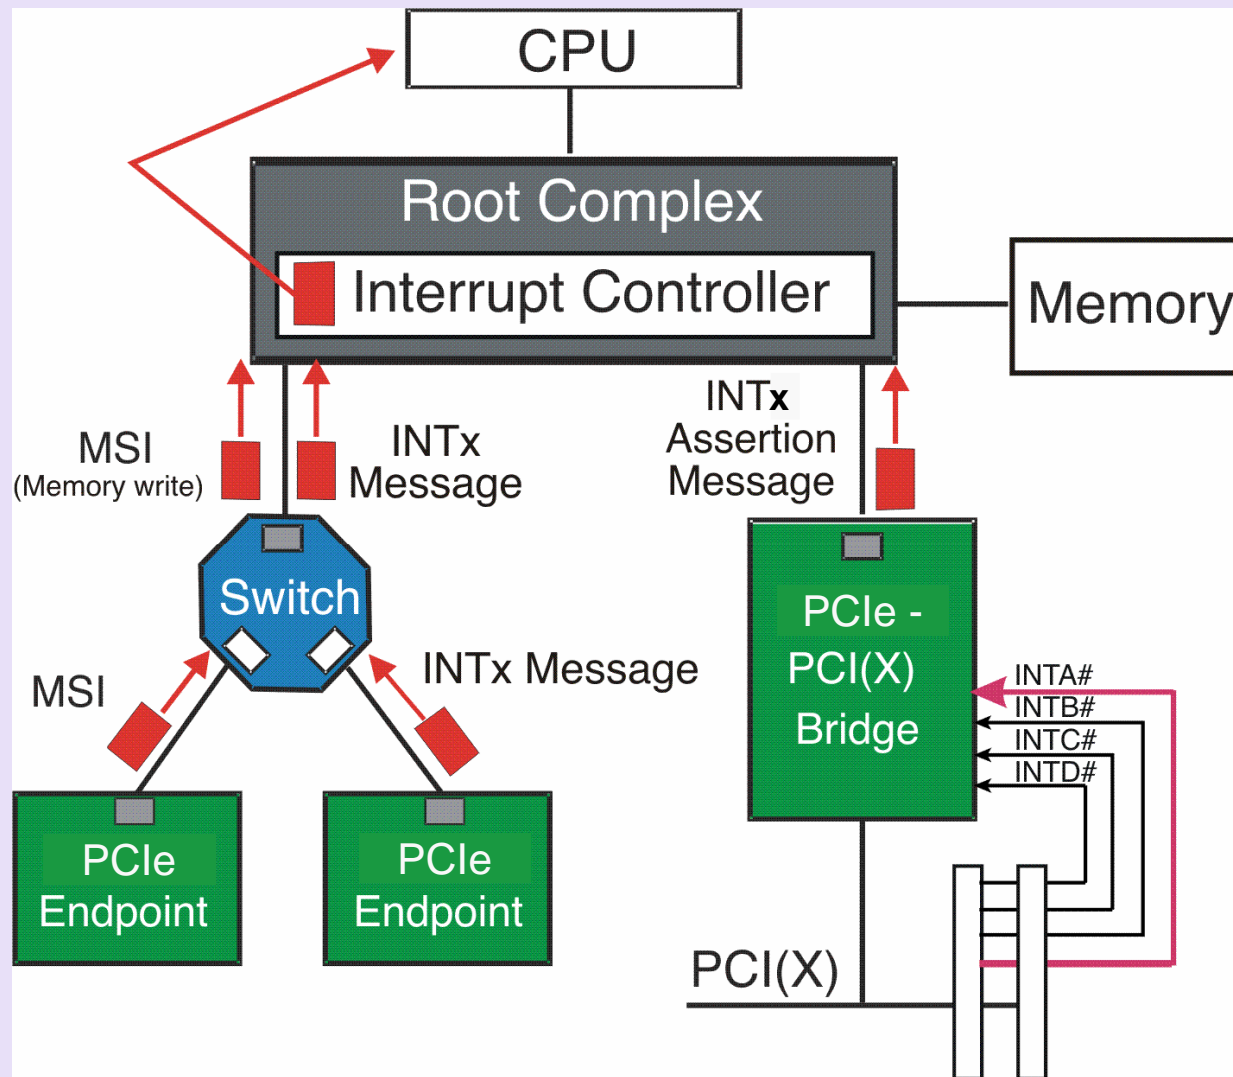 CPU
Root Complex
Interrupt Controller
Memory
MSI
(Memory write)
INTx
Message
INTx
Assertion
Message
Switch
PCIe -
PCI(X)
Bridge
MSI
INTx Message
INTA#
INTB#
INTC#
INTD#
PCIe
Endpoint
PCIe
Endpoint
PCI(X)